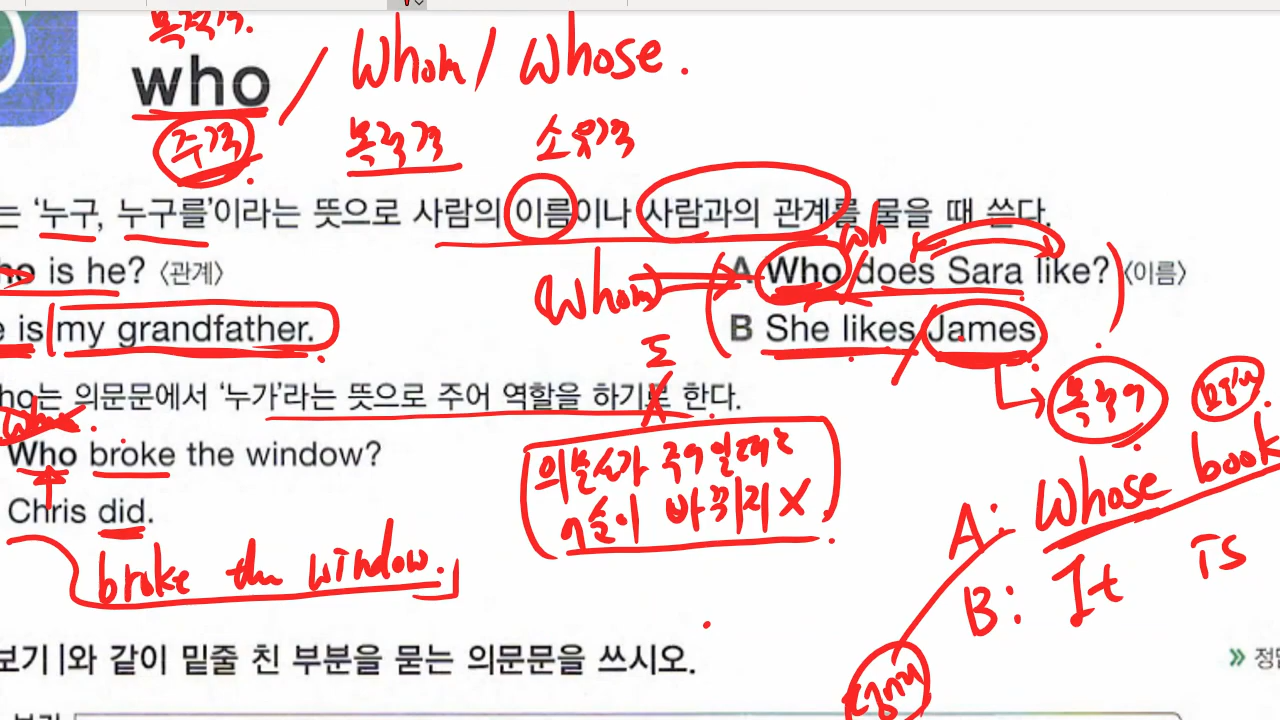 목적격.
who / Whom / Whose.
주격 목적격 소유격
는 '누구, 누구를'이라는 뜻으로 사람의 이름이나 사람과의 관계를 물을 때 쓴다.
is he? 〈관계〉
is my grandfather.
(Whom)
A Who does Sara like? 〈이름〉
B She likes James.
목적어
who는 의문문에서 '누가'라는 뜻으로 주어 역할을 하기도 한다.
Who broke the window?
Chris did.
broke the window.
의문사가 주어일때는
어순이 바뀌지 X
A: Whose book
B: It is
보기|와 같이 밑줄 친 부분을 묻는 의문문을 쓰시오.
» 정답